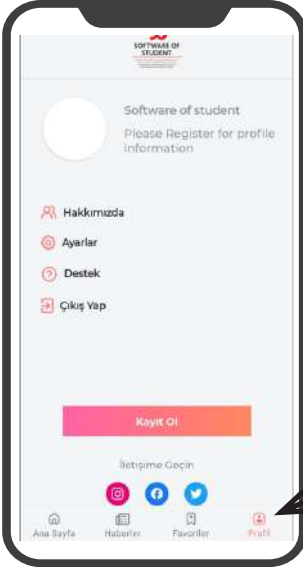 SOFTWARE OF
STUDENT
Software of student
Please Register for profile
information
Hakkımızda
Ayarlar
Destek
Çıkış Yap
Kayıt Ol
İletişime Geçin
Ana Sayfa
Haberler
Favoriler
Profil